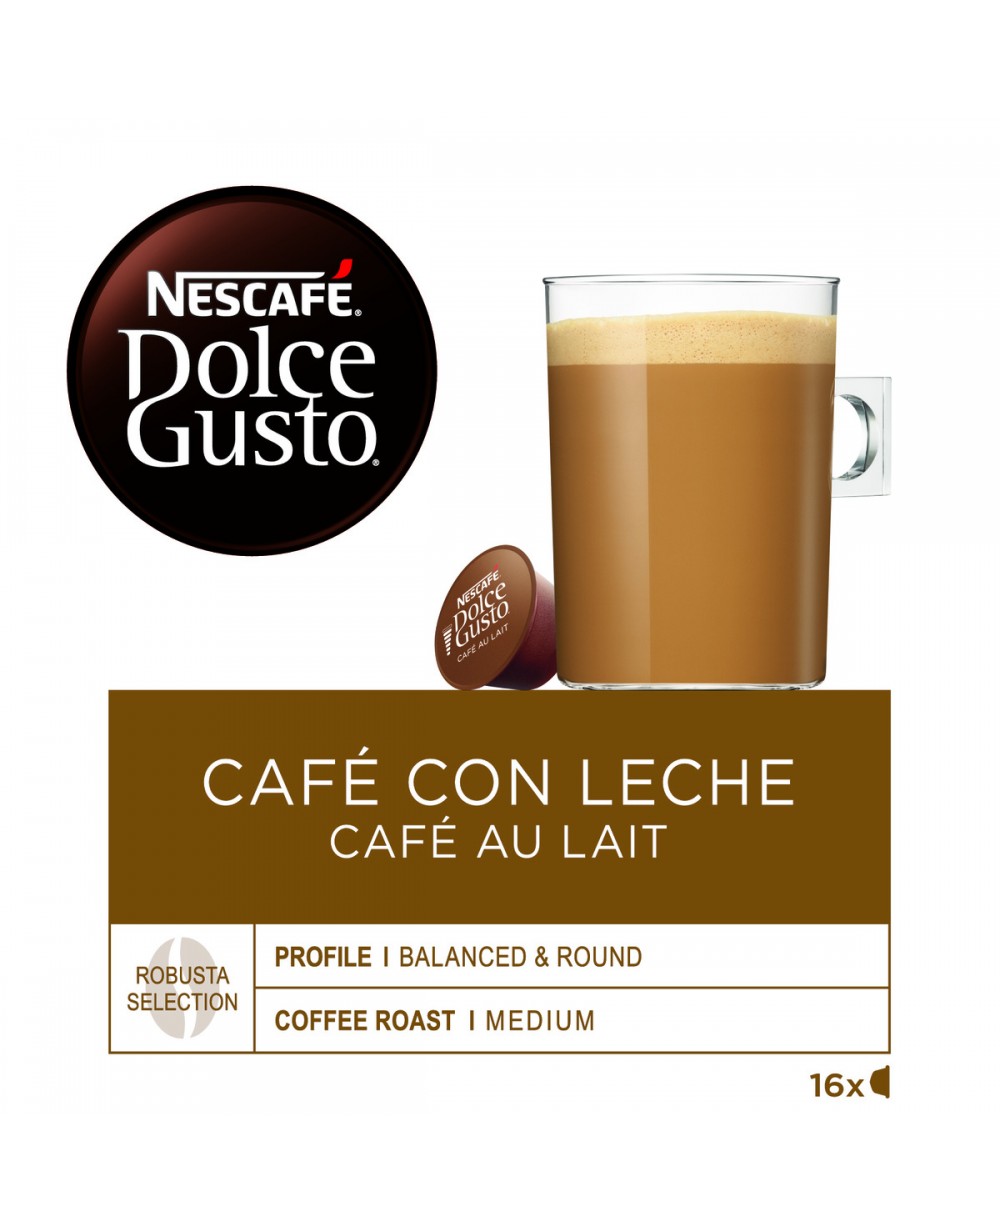 NESCAFÉ®
Dolce
Gusto®
NESCAFÉ
Dolce
Gusto
CAFÉ AU LAIT
CAFÉ CON LECHE
CAFÉ AU LAIT
ROBUSTA
SELECTION
PROFILE I BALANCED & ROUND
COFFEE ROAST I MEDIUM
16x